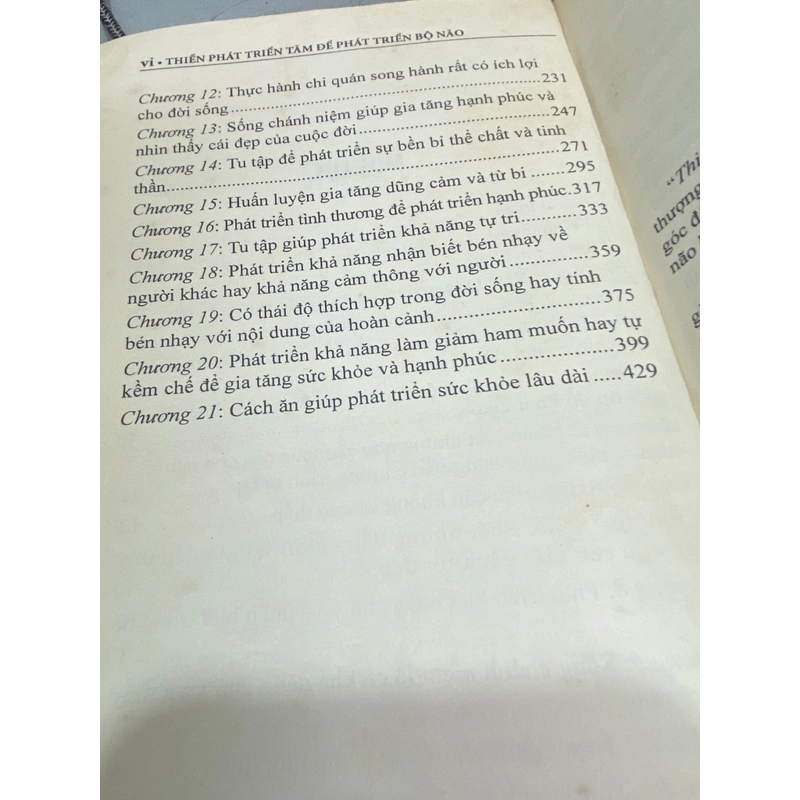 vi • THIỀN PHÁT TRIỂN TÂM ĐỂ PHÁT TRIỂN BỘ NÃO
Chương 12: Thực hành chỉ quán song hành rất có ích lợi
cho đời sống....................................................231
Chương 13: Sống chánh niệm giúp gia tăng hạnh phúc và
nhìn thấy cái đẹp của cuộc đời..............................247
Chương 14: Tu tập để phát triển sự bền bỉ thể chất và tinh
thần..............................................................271
Chương 15: Huấn luyện gia tăng dũng cảm và từ bi .......295
Chương 16: Phát triển tình thương để phát triển hạnh phúc.317
Chương 17: Tu tập giúp phát triển khả năng tự tri...........333
Chương 18: Phát triển khả năng nhận biết bén nhạy về
người khác hay khả năng cảm thông với người..............359
Chương 19: Có thái độ thích hợp trong đời sống hay tính
bén nhạy với nội dung của hoàn cảnh........................375
Chương 20: Phát triển khả năng làm giảm ham muốn hay tự
kềm chế để gia tăng sức khỏe và hạnh phúc..................399
Chương 21: Cách ăn giúp phát triển sức khỏe lâu dài .....429
"Thi
thượng
góc đ
não